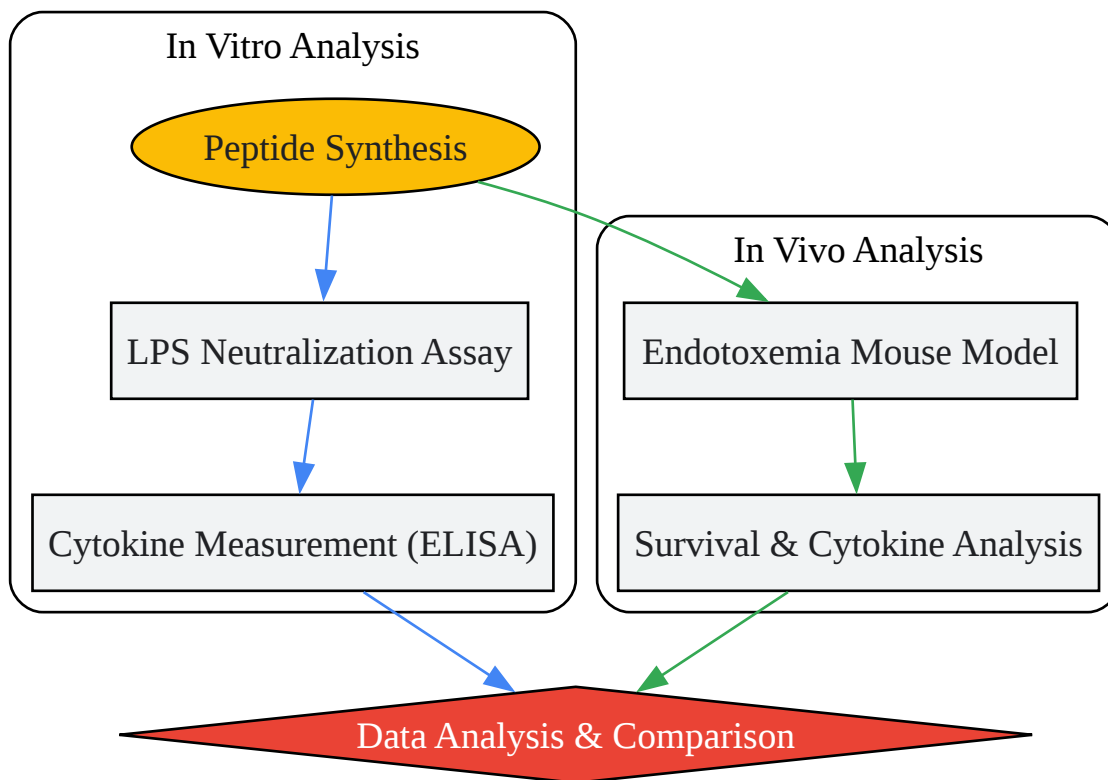 In Vitro Analysis
Peptide Synthesis
In Vivo Analysis
LPS Neutralization Assay
Endotoxemia Mouse Model
Cytokine Measurement (ELISA)
Survival & Cytokine Analysis
Data Analysis & Comparison